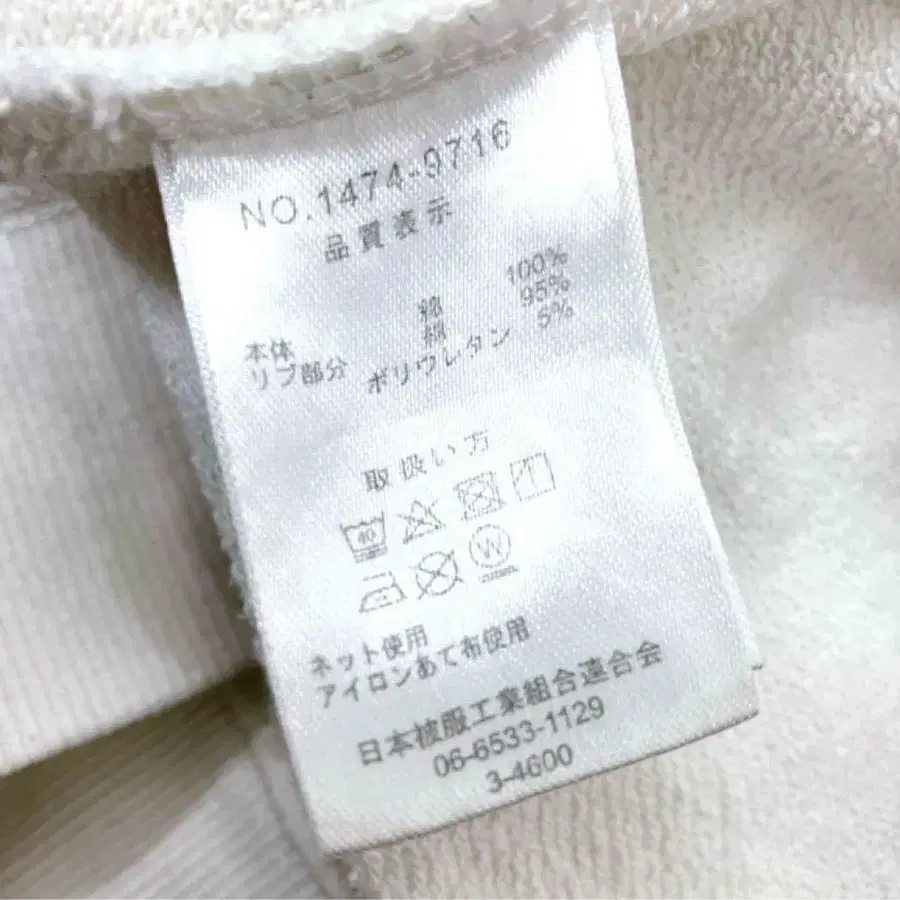 NO.1474-9716
品質表示
本体 綿 100%
リブ部分 綿 95%
ポリウレタン 5%
取扱い方
40
W
ネット使用
アイロンあて布使用
日本被服工業組合連合会
06-6533-1129
3-4600